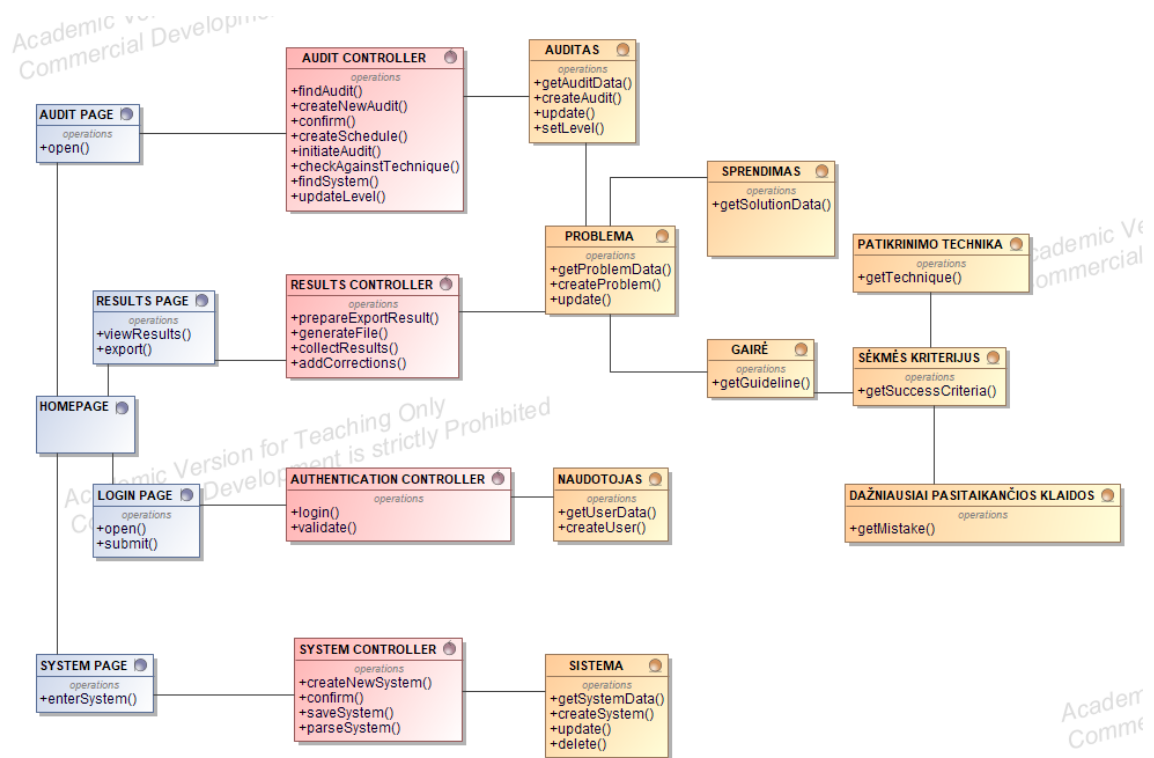 Academic
Commercial Developm
AUDIT PAGE
operations
+open()
AUDIT CONTROLLER
operations
+findAudit()
+createNewAudit()
+confirm()
+createSchedule()
+initiateAudit()
+checkAgainstTechnique()
+findSystem()
+updateLevel()
AUDITAS
operations
+getAuditData()
+createAudit()
+update()
+setLevel()
SPRENDIMAS
operations
+getSolutionData()
PROBLEMA
operations
+getProblemData()
+createProblem()
+update()
PATIKRINIMO TECHNIKA
operations
+getTechnique()
RESULTS PAGE
operations
+viewResults()
+export()
RESULTS CONTROLLER
operations
+prepareExportResult()
+generateFile()
+collectResults()
+addCorrections()
GAIRĖ
operations
+getGuideline()
SĖKMĖS KRITERIJUS
operations
+getSuccessCriteria()
HOMEPAGE
Academic Version for Teaching Only
Development is strictly Prohibited
LOGIN PAGE
operations
+open()
+submit()
AUTHENTICATION CONTROLLER
operations
+login()
+validate()
NAUDOTOJAS
operations
+getUserData()
+createUser()
DAŽNIAUSIAI PASITAIKANČIOS KLAIDOS
operations
+getMistake()
SYSTEM PAGE
operations
+enterSystem()
SYSTEM CONTROLLER
operations
+createNewSystem()
+confirm()
+saveSystem()
+parseSystem()
SISTEMA
operations
+getSystemData()
+createSystem()
+update()
+delete()